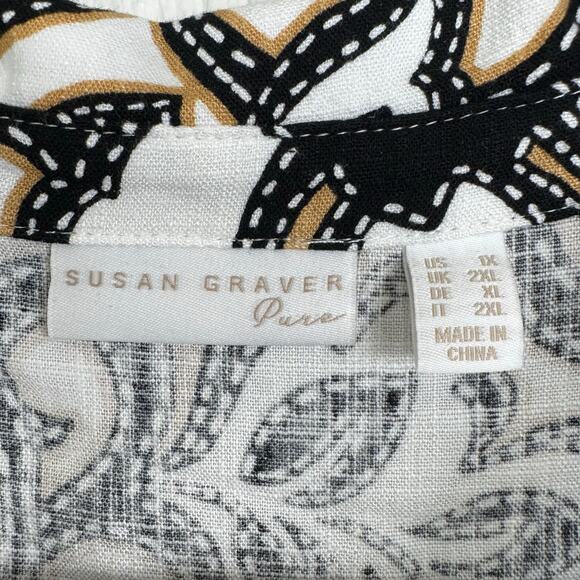 SUSAN GRAVER
Pure
US 1X
UK 2XL
DE XL
IT 2XL
MADE IN
CHINA